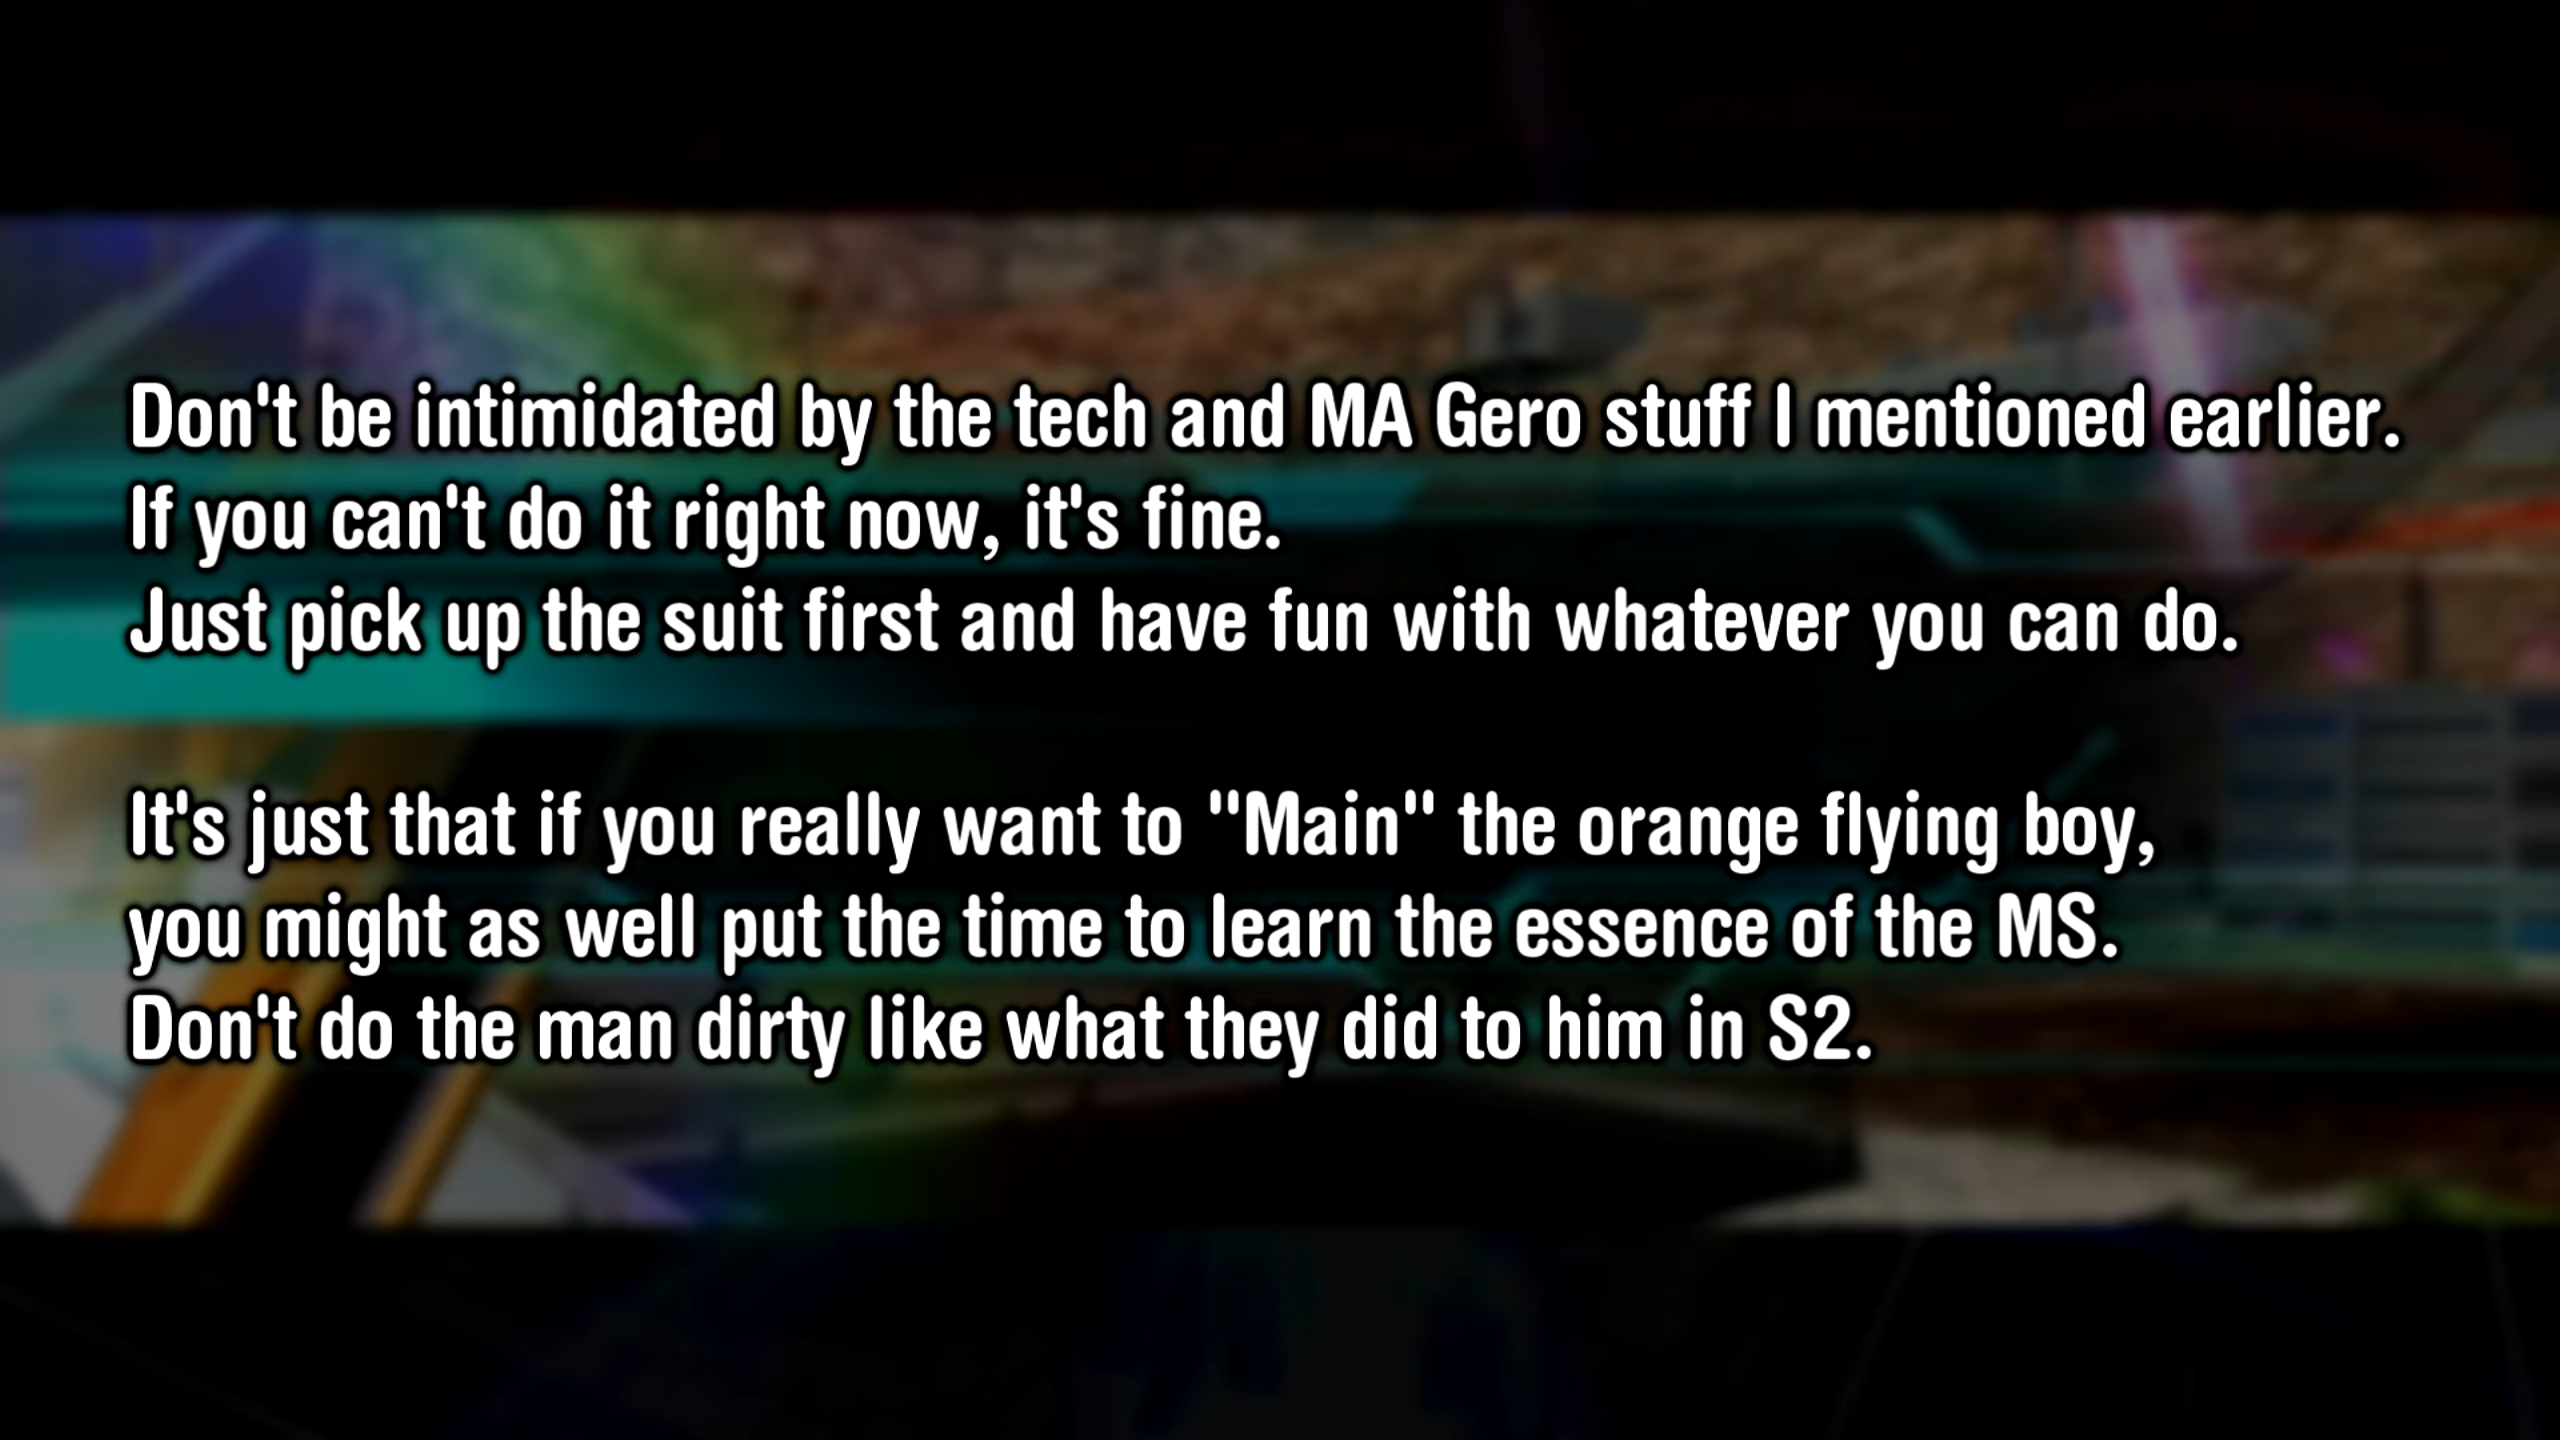 Don't be intimidated by the tech and MA Gero stuff I mentioned earlier.
If you can't do it right now, it's fine.
Just pick up the suit first and have fun with whatever you can do.
It's just that if you really want to "Main" the orange flying boy,
you might as well put the time to learn the essence of the MS.
Don't do the man dirty like what they did to him in S2.